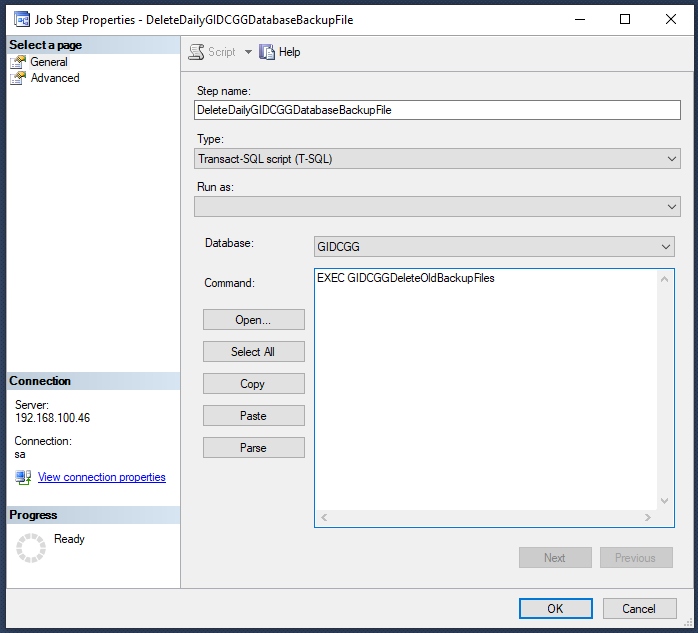 Job Step Properties - DeleteDailyGIDCGGDatabaseBackupFile
Select a page
General
Advanced
Script
Help
Step name:
DeleteDailyGIDCGGDatabaseBackupFile
Type:
Transact-SQL script (T-SQL)
Run as:
Database:
GIDCGG
Command:
EXEC GIDCGGDeleteOldBackupFiles
Open...
Select All
Copy
Paste
Parse
Connection
Server:
192.168.100.46
Connection:
sa
View connection properties
Progress
Ready
Next
Previous
OK
Cancel